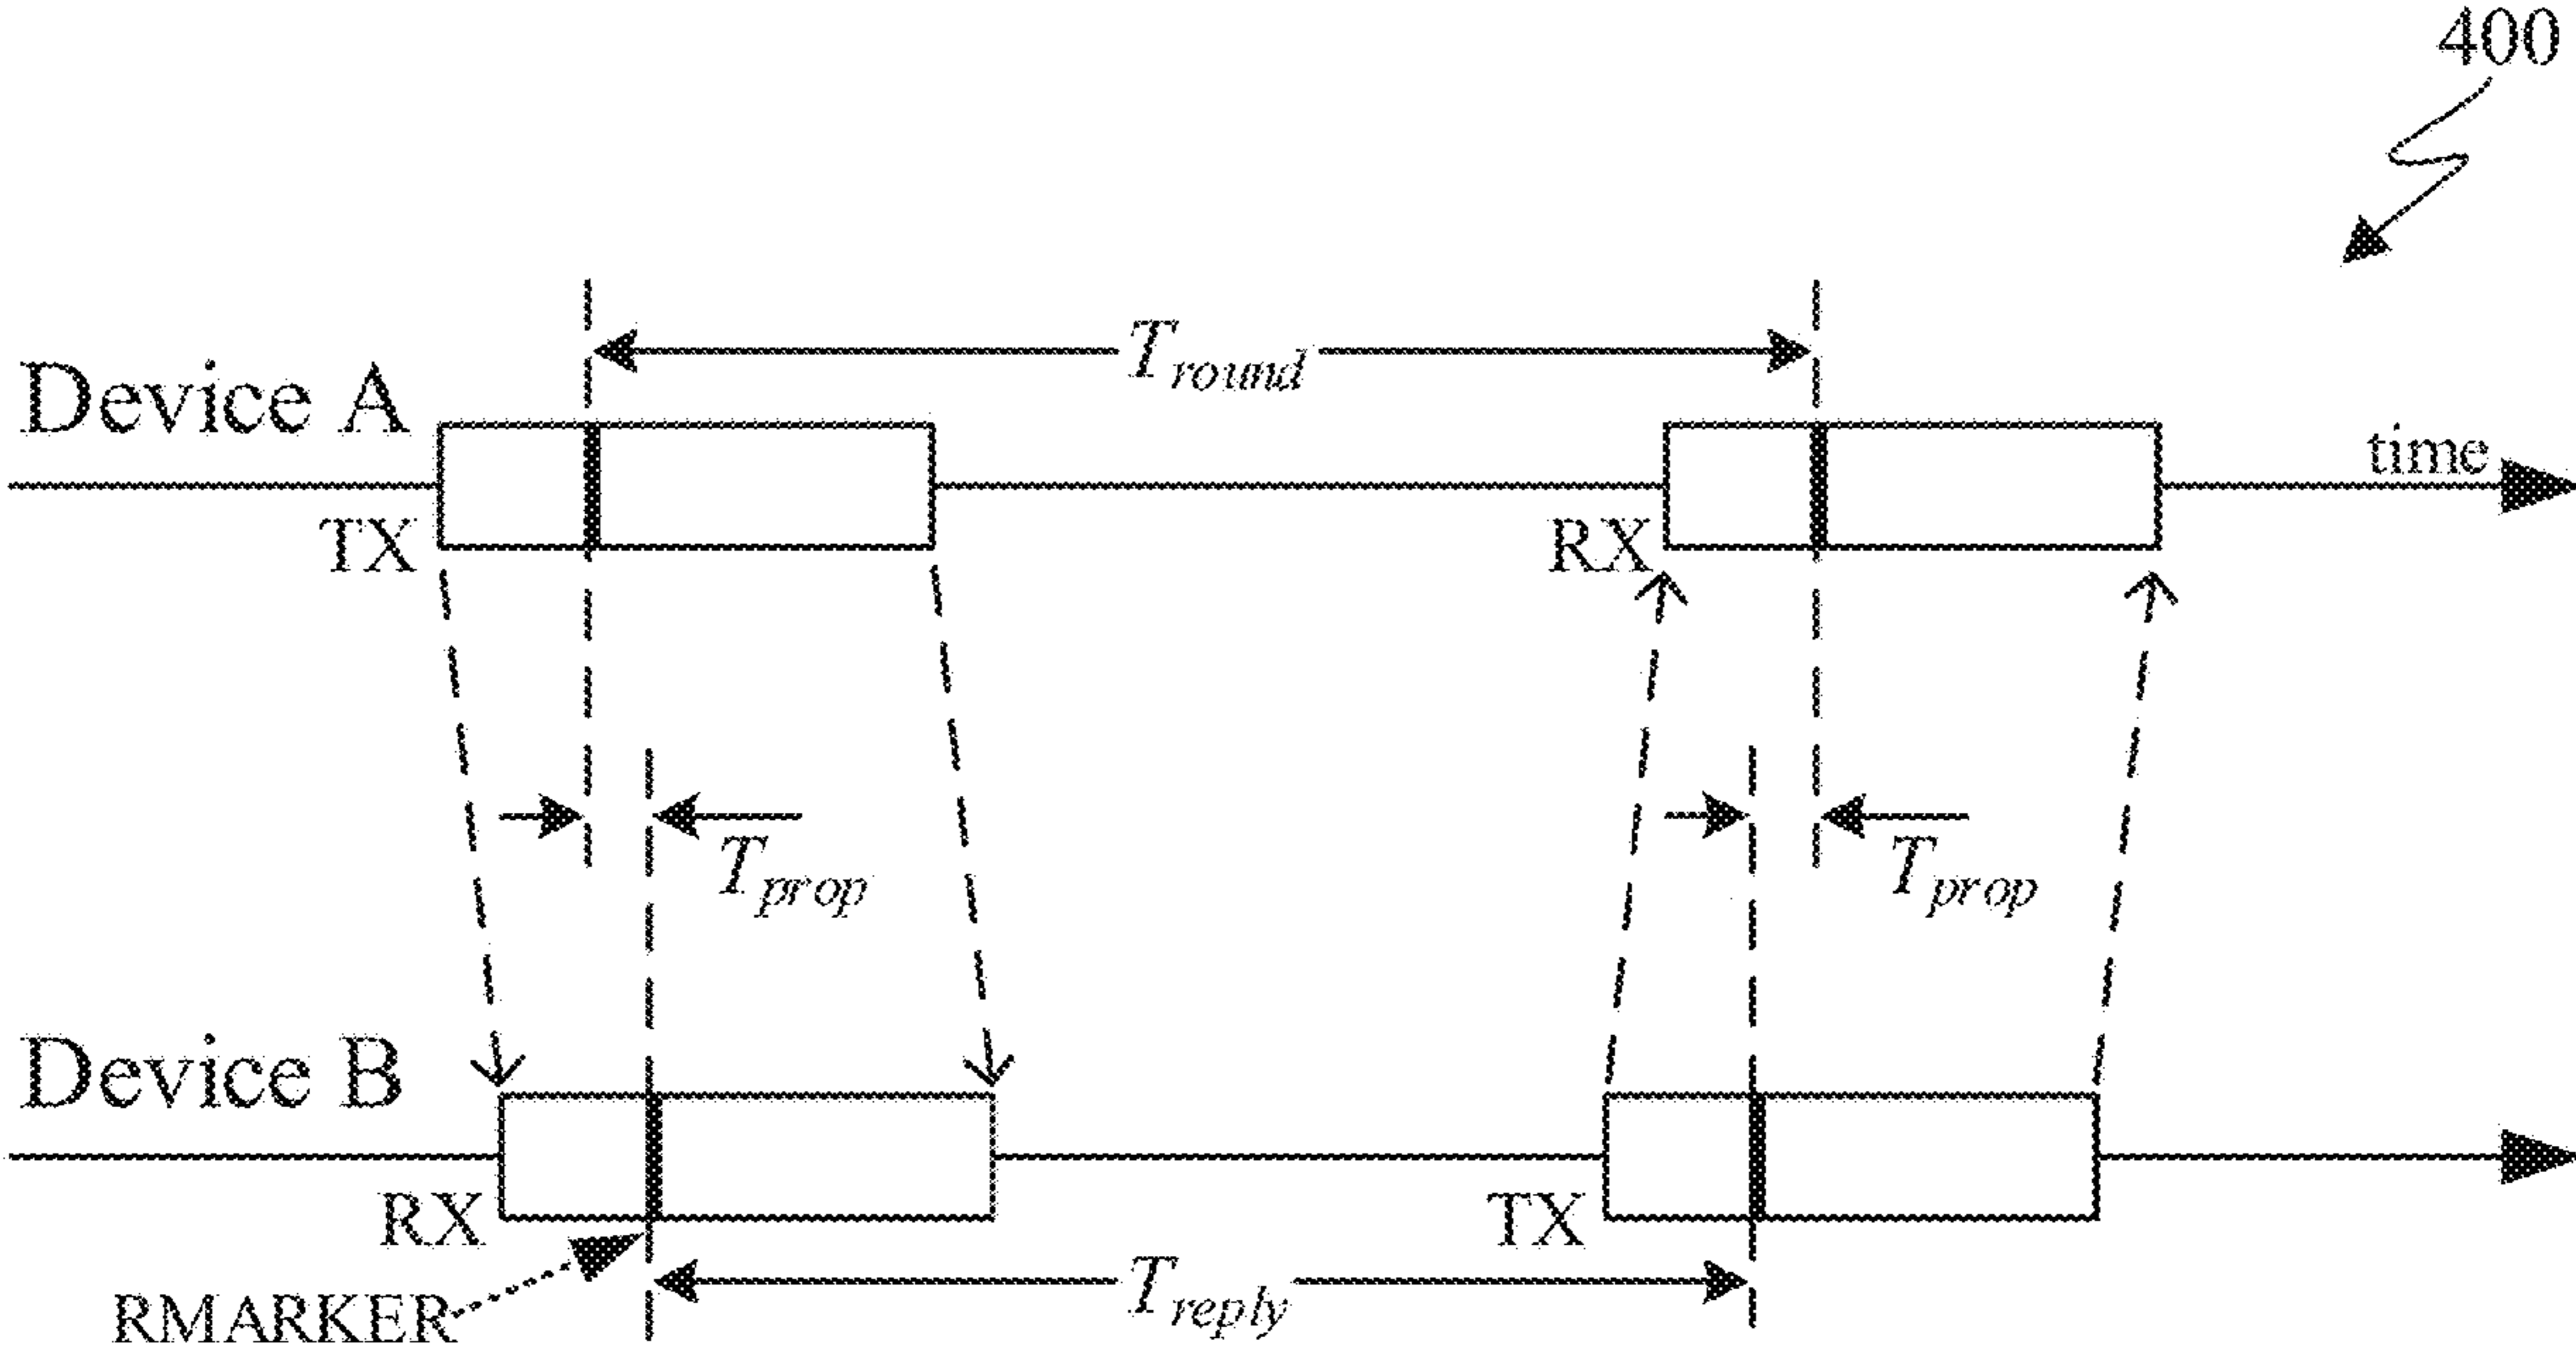 400
T_round
Device A
time
TX
RX
T_prop
T_prop
Device B
RX
TX
T_reply
RMARKER